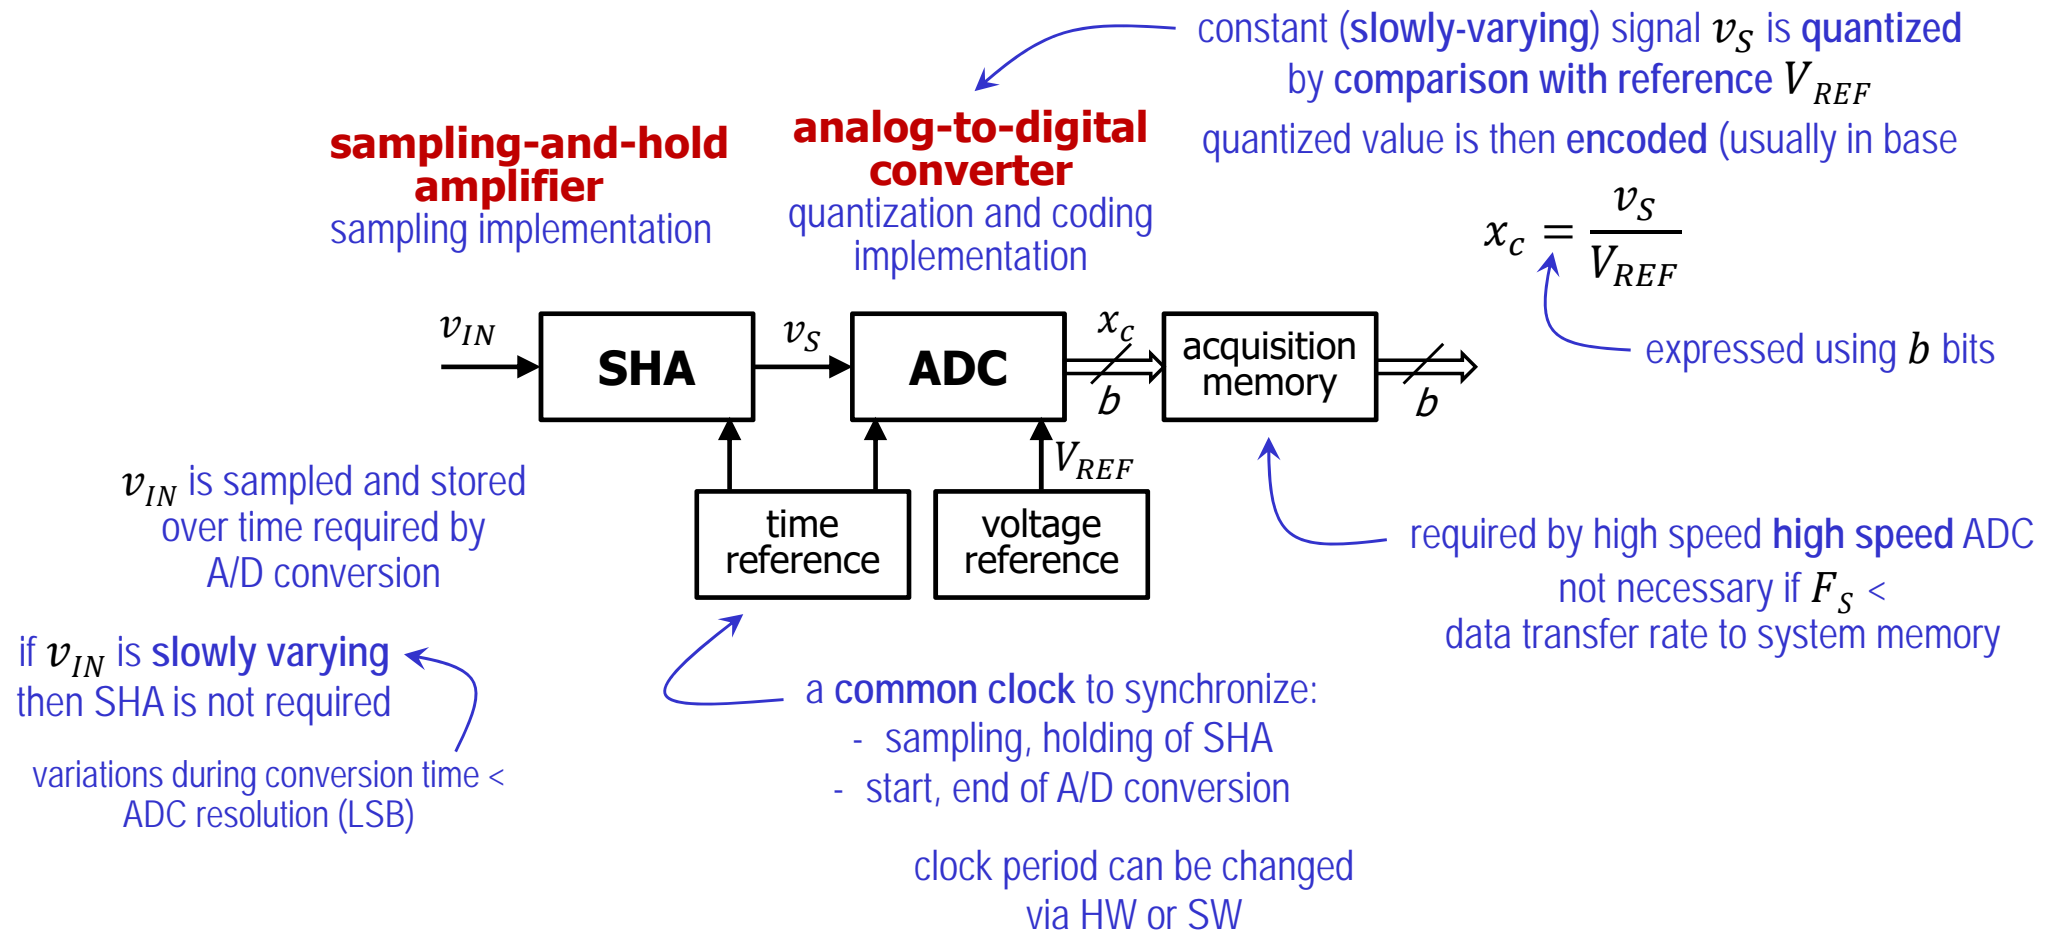 constant (slowly-varying) signal v_S is quantized
by comparison with reference V_REF
quantized value is then encoded (usually in base
sampling-and-hold
amplifier
sampling implementation
analog-to-digital
converter
quantization and coding
implementation
x_c = v_S / V_REF
expressed using b bits
v_IN
SHA
v_S
ADC
x_c
b
acquisition
memory
b
V_REF
time
reference
voltage
reference
v_IN is sampled and stored
over time required by
A/D conversion
if v_IN is slowly varying
then SHA is not required
variations during conversion time <
ADC resolution (LSB)
required by high speed high speed ADC
not necessary if F_S <
data transfer rate to system memory
a common clock to synchronize:
- sampling, holding of SHA
- start, end of A/D conversion
clock period can be changed
via HW or SW